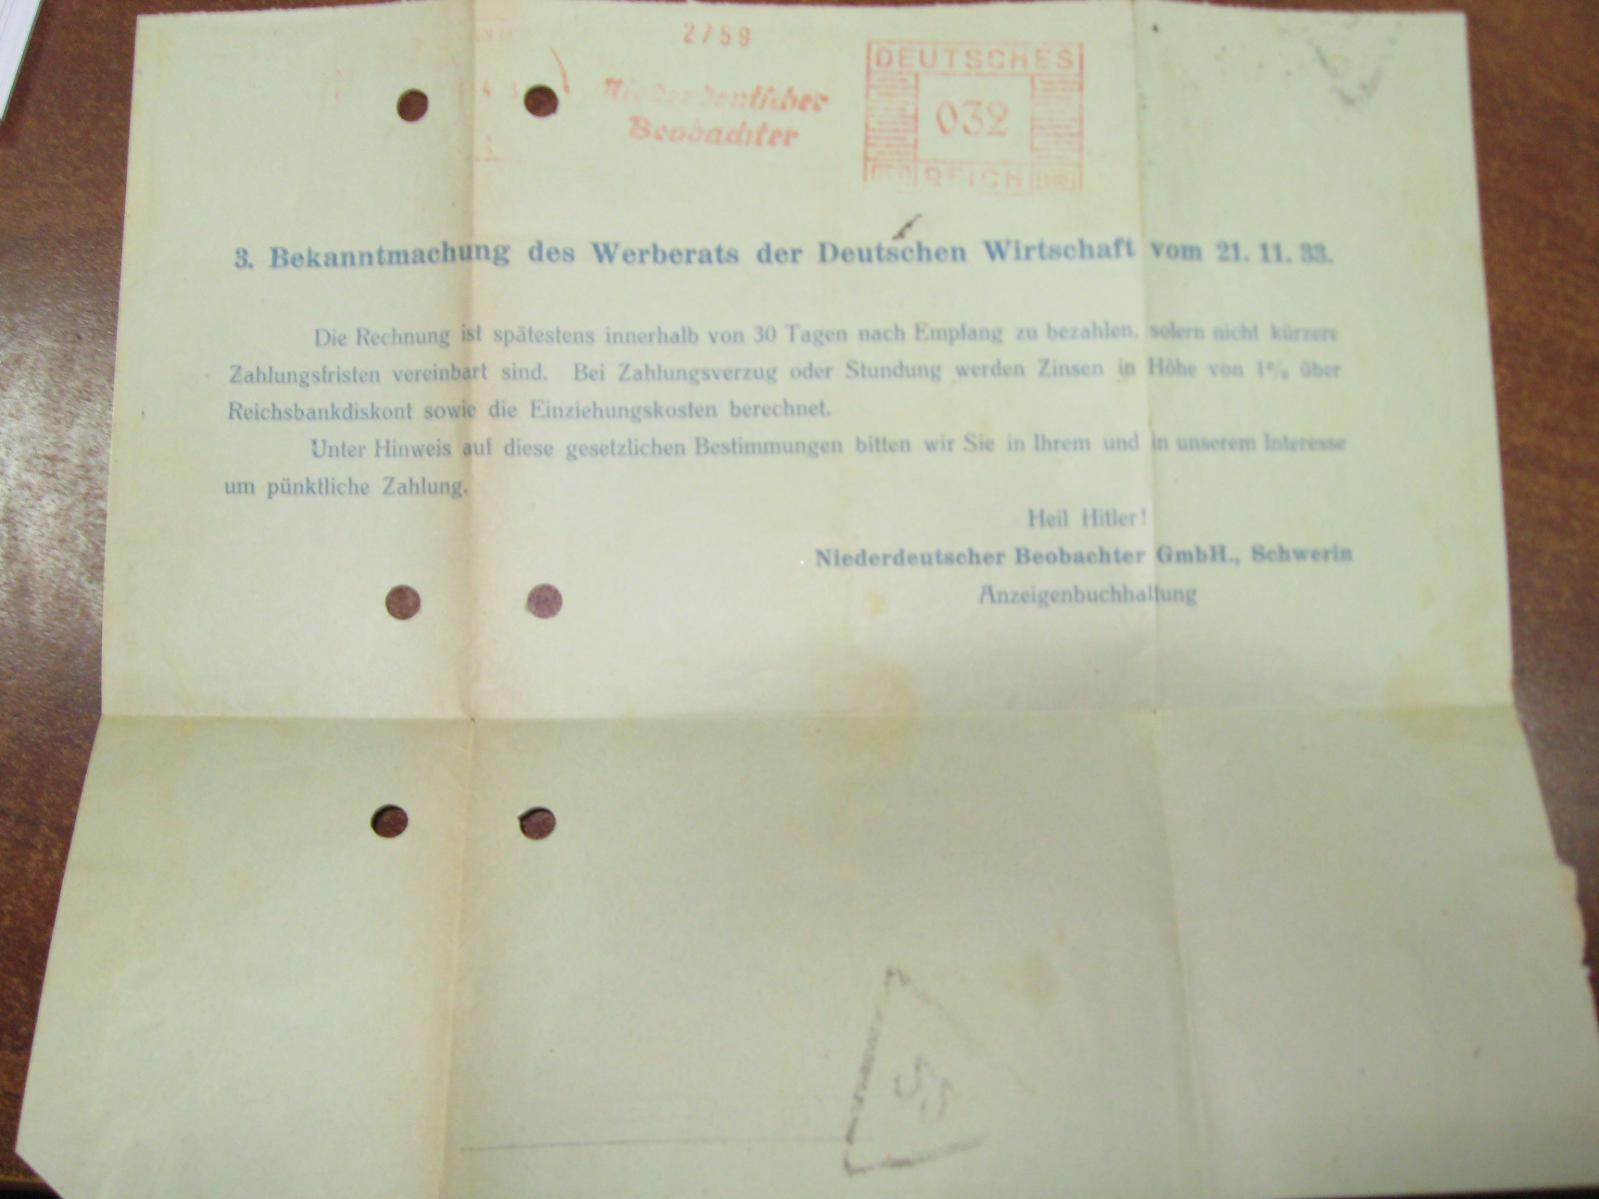 2759
Niederdeutscher
Beobachter
DEUTSCHES
032
REICH
3. Bekanntmachung des Werberats der Deutschen Wirtschaft vom 21. 11. 33.
Die Rechnung ist spätestens innerhalb von 30 Tagen nach Empfang zu bezahlen, sofern nicht kürzere
Zahlungsfristen vereinbart sind. Bei Zahlungsverzug oder Stundung werden Zinsen in Höhe von 1% über
Reichsbankdiskont sowie die Einziehungskosten berechnet.
Unter Hinweis auf diese gesetzlichen Bestimmungen bitten wir Sie in Ihrem und in unserem Interesse
um pünktliche Zahlung.
Heil Hitler!
Niederdeutscher Beobachter GmbH., Schwerin
Anzeigenbuchhaltung